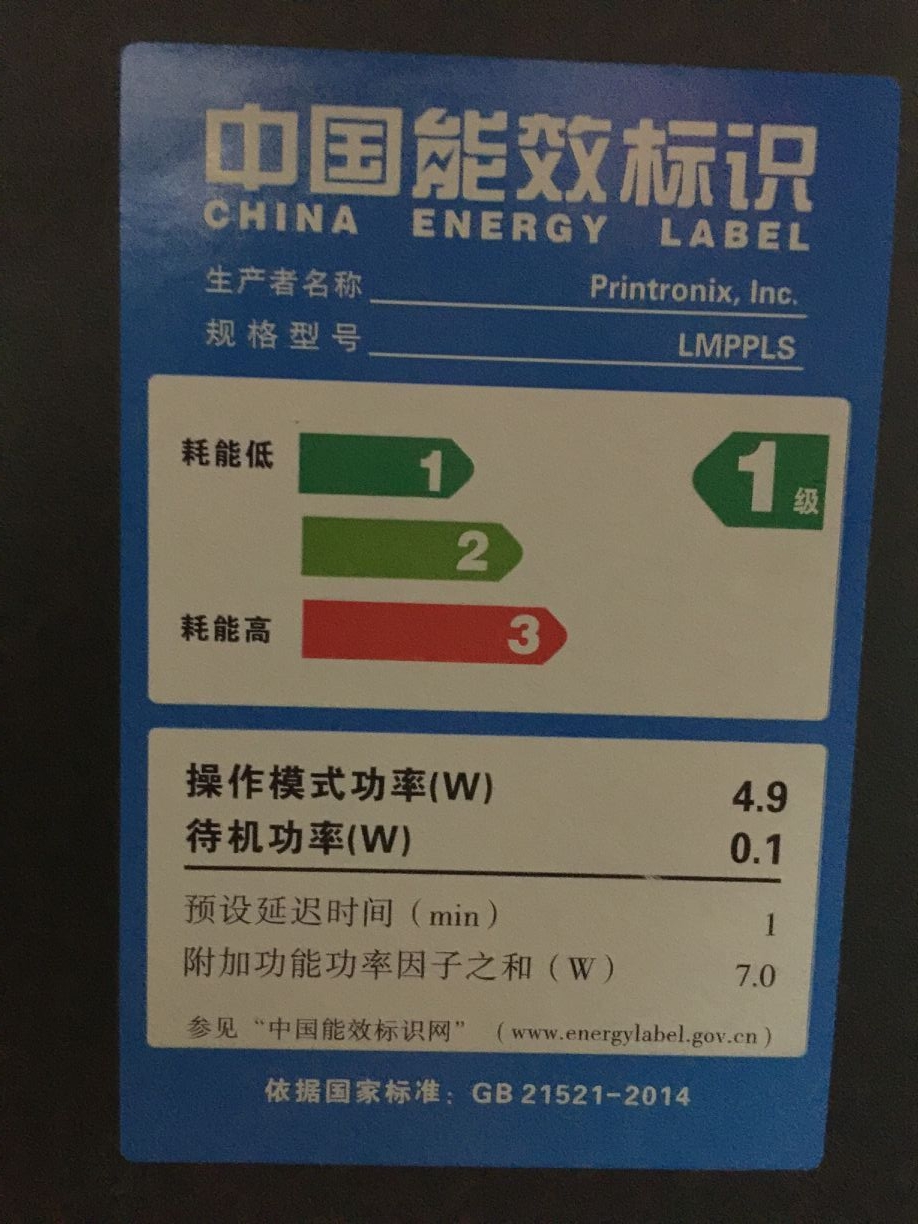 中国能效标识
CHINA ENERGY LABEL
生产者名称 Printronix, Inc.
规格型号 LMPPLS
耗能低 1 1级
2
耗能高 3
操作模式功率(W) 4.9
待机功率(W) 0.1
预设延迟时间（min） 1
附加功能功率因子之和（W） 7.0
参见“中国能效标识网”（www.energylabel.gov.cn）
依据国家标准：GB 21521-2014